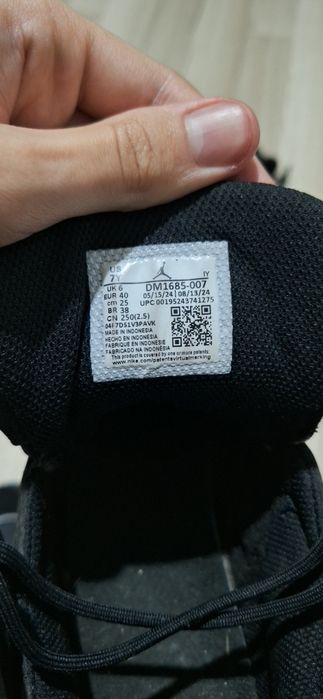 US
7Y IY
UK 6 DM1685-007
EUR 40 05/15/24 08/13/24
cm 25 UPC 00195243741275
BR 38
CN 250(2.5)
MADE IN INDONESIA
HECHO EN INDONESIA
FABRIQUE EN INDONESIE
FABRICADO NA INDONESIA
This product is covered by one or more patents:
www.nike.com/patentsvirtualmarking